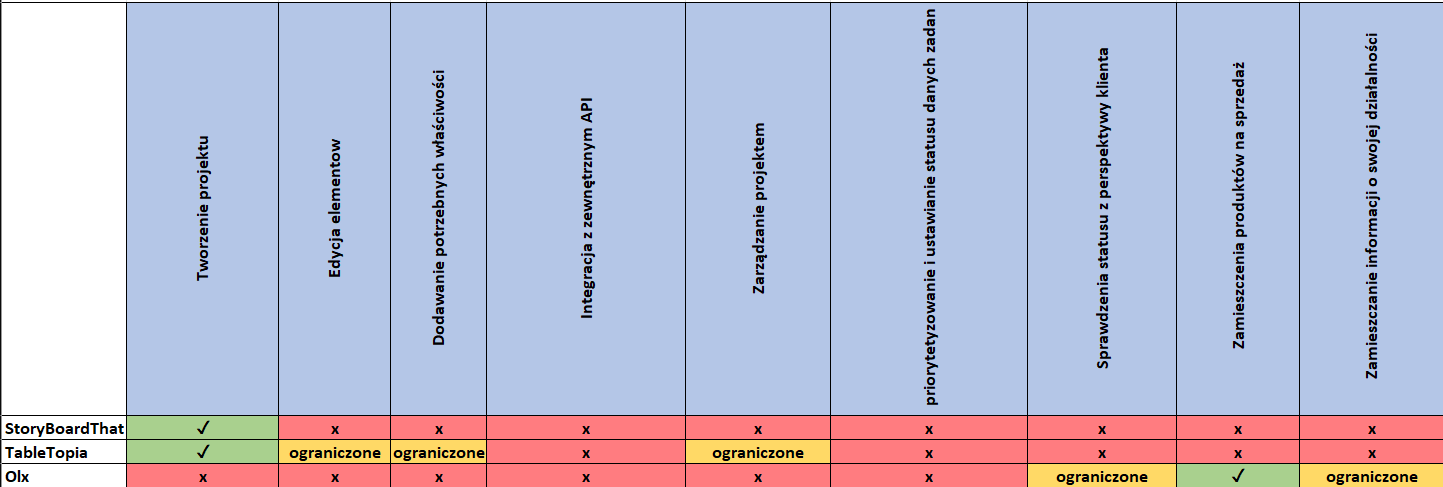 Tworzenie projektu
Edycja elementow
Dodawanie potrzebnych właściwości
Integracja z zewnętrznym API
Zarządzanie projektem
priorytetyzowanie i ustawianie statusu danych zadan
Sprawdzenia statusu z perspektywy klienta
Zamieszczenia produktów na sprzedaż
Zamieszczanie informacji o swojej działalności
StoryBoardThat ✓ x x x x x x x x
TableTopia ✓ ograniczone ograniczone x ograniczone x x x x
Olx x x x x x x ograniczone ✓ ograniczone